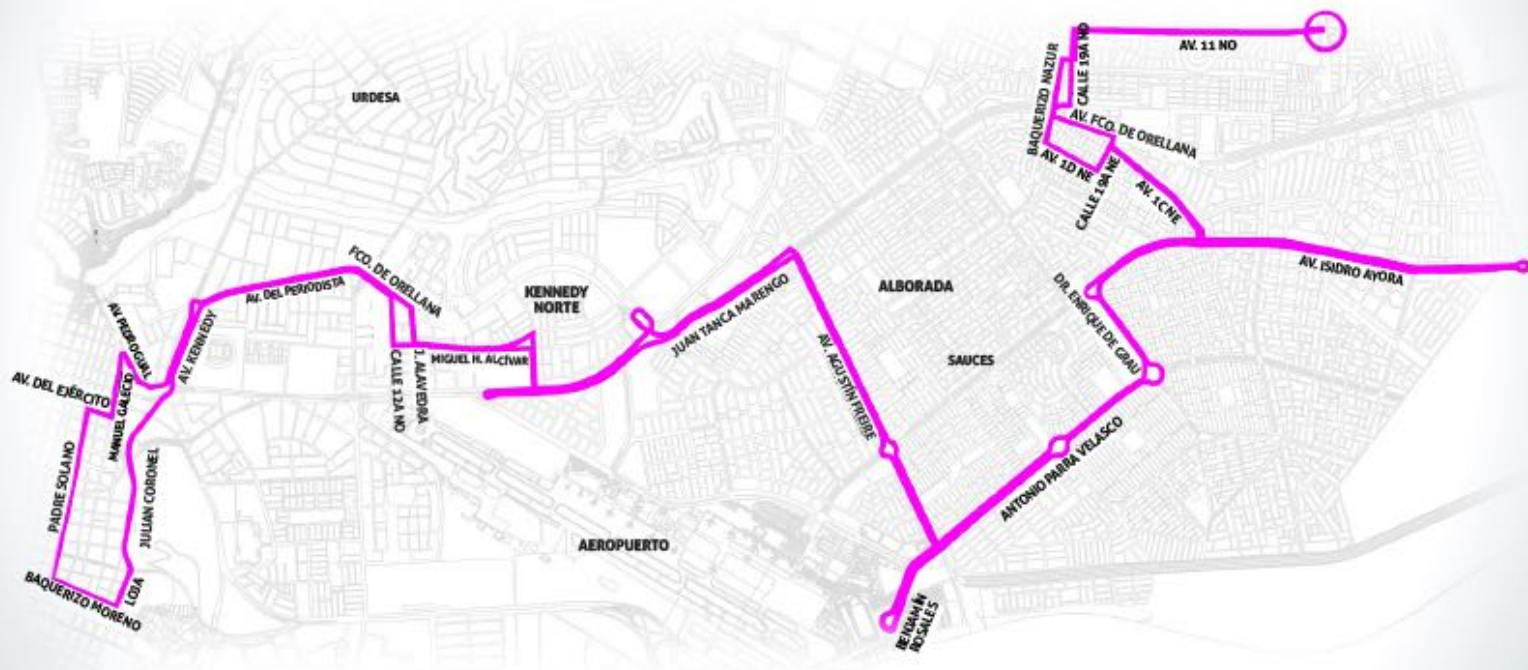 AV. 11 NO
CALLE 19A NO
BAQUERIZO NAZUR
AV. FCO. DE ORELLANA
AV. 1D NE
CALLE 19A NE
AV. 1C NE
AV. ISIDRO AYORA
URDESA
FCO. DE ORELLANA
AV. DEL PERIODISTA
KENNEDY
NORTE
JUAN TANCA MARENGO
ALBORADA
DR. ENRIQUE DE GRAU
SAUCES
AV. AGUSTÍN FREIRE
AV. PEDRO GUAL
AV. KENNEDY
MIGUEL H. ALCÍVAR
J. ALAVEDRA
CALLE 12A NO
AV. DEL EJÉRCITO
MANUEL GALECIO
PADRE SOLANO
JULIAN CORONEL
ANTONIO PARRA VELASCO
AEROPUERTO
BAQUERIZO MORENO
LOJA
BENJAMÍN
ROSALES